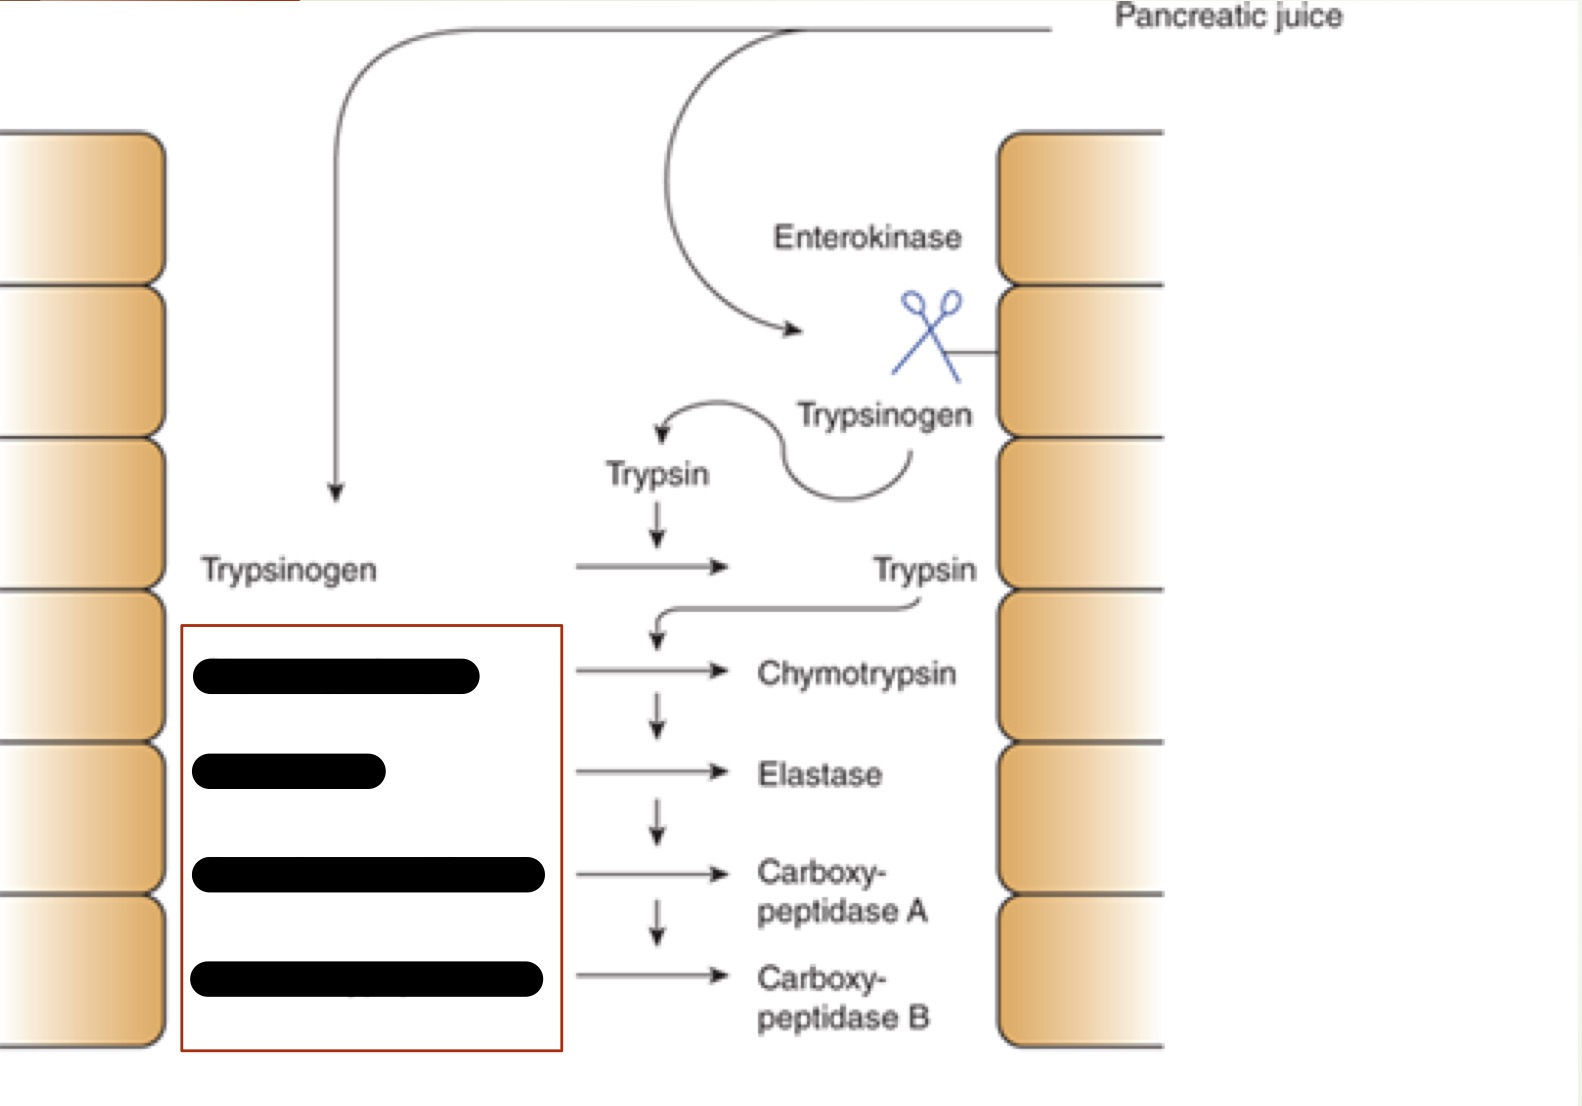 Pancreatic juice
Enterokinase
Trypsinogen
Trypsin
Trypsinogen
Trypsin
Chymotrypsin
Elastase
Carboxy-
peptidase A
Carboxy-
peptidase B